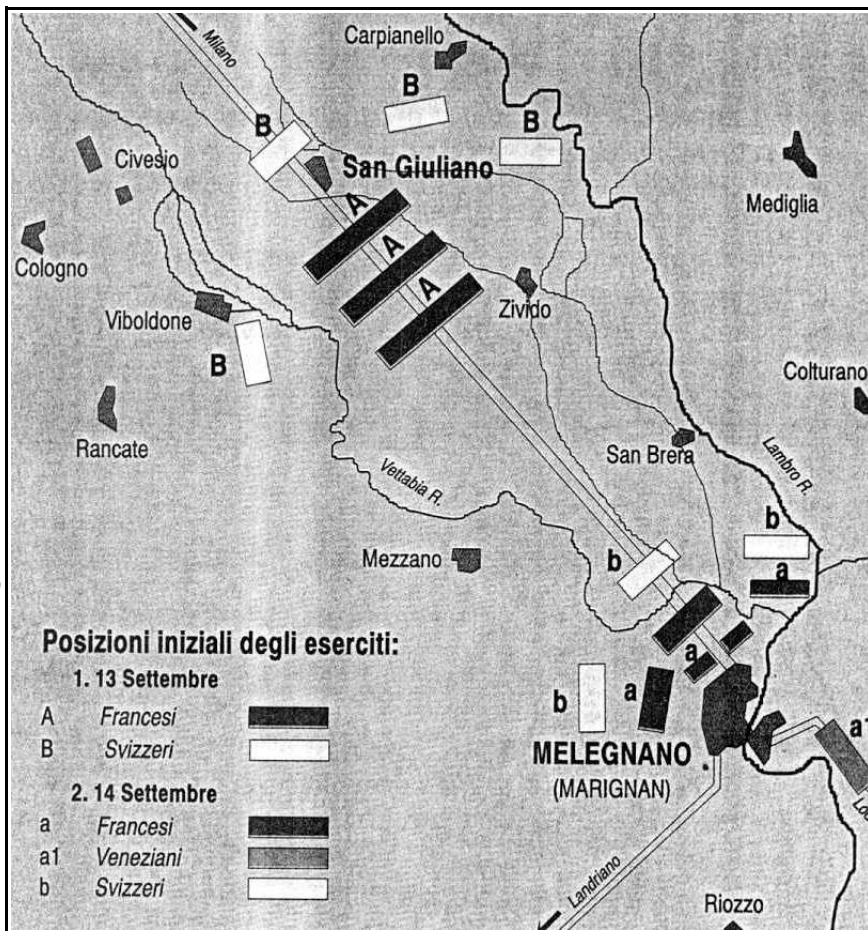 Milano
Carpianello
B
B
B
San Giuliano
Civesio
Mediglia
A
A
A
Cologno
Viboldone
Zivido
B
Colturano
Rancate
San Brera
Lambro R.
Vettabia R.
Mezzano
b
b
a
Posizioni iniziali degli eserciti:
1. 13 Settembre
A Francesi
B Svizzeri
2. 14 Settembre
a Francesi
a1 Veneziani
b Svizzeri
a
b
a
a1
MELEGNANO
(MARIGNAN)
Landriano
Riozzo